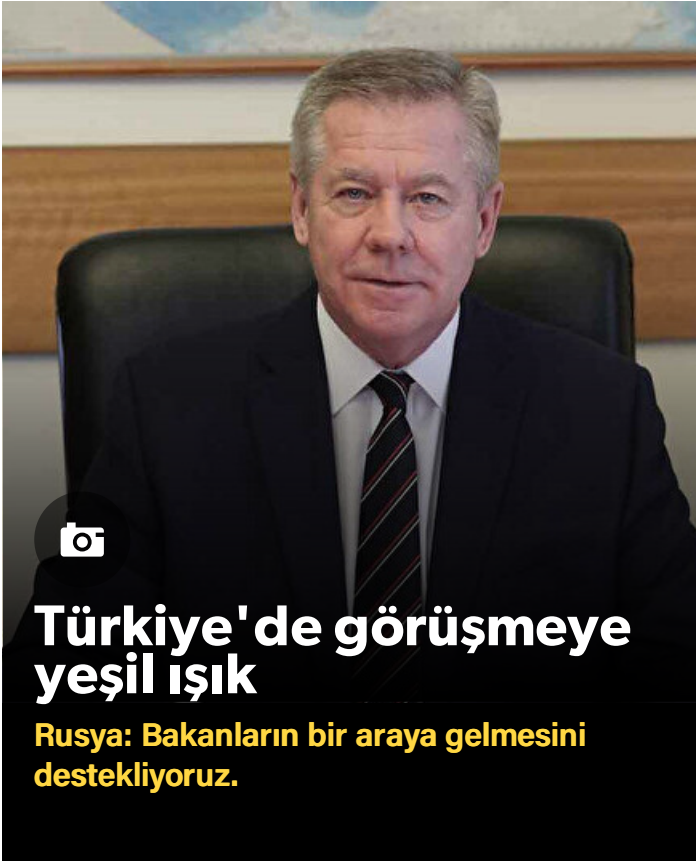 Türkiye'de görüşmeye
yeşil ışık
Rusya: Bakanların bir araya gelmesini
destekliyoruz.